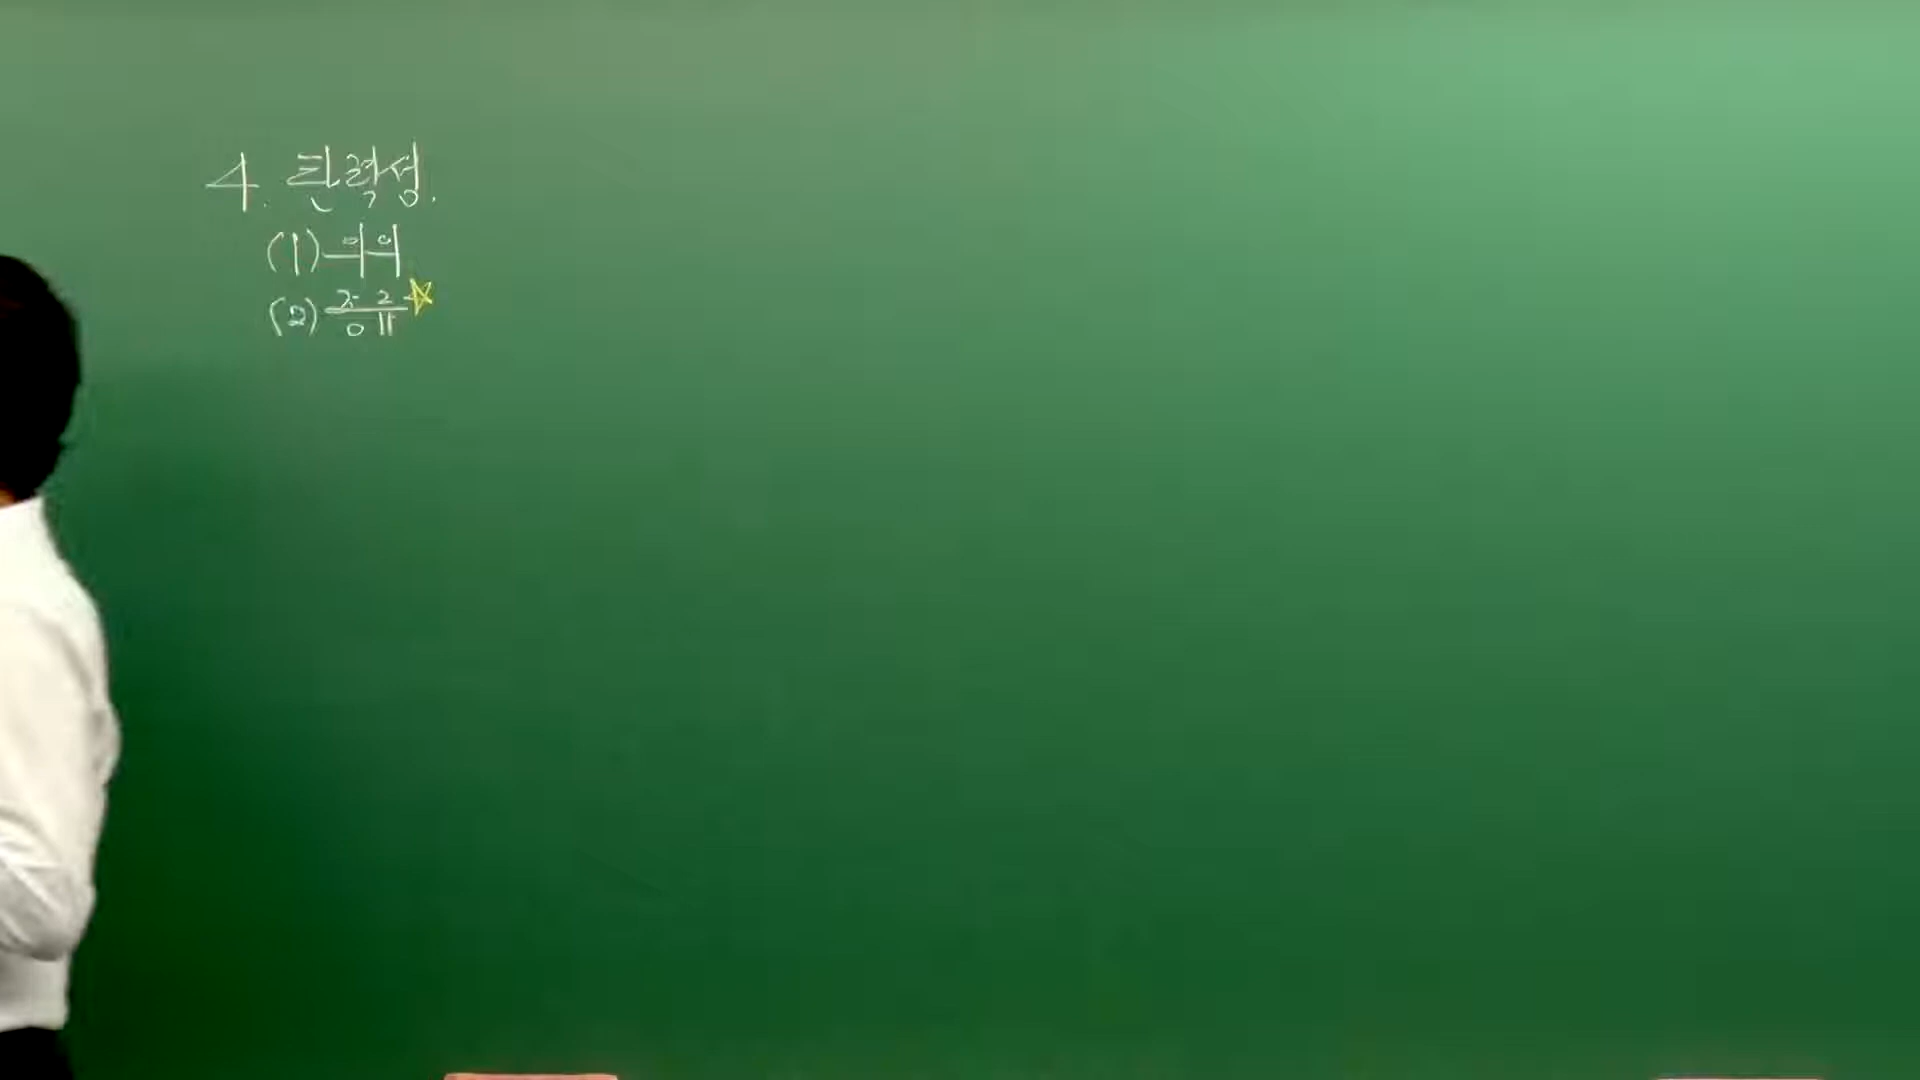 4. 탄력성.
(1) 의의
(2) 종류 ☆